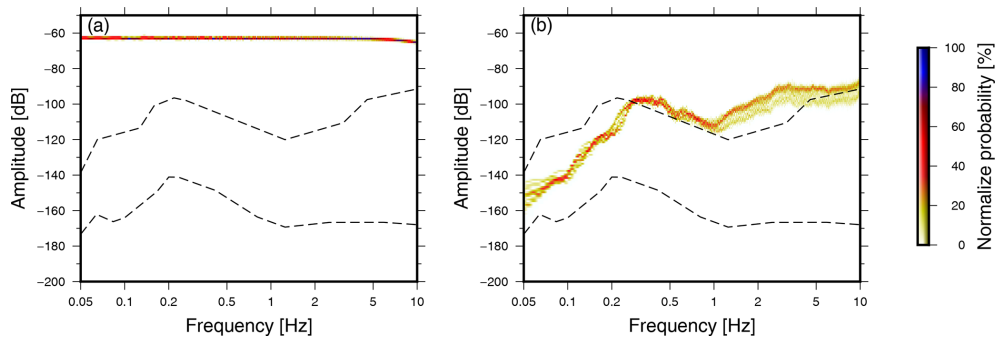 (a)
Amplitude [dB]
−60
−80
−100
−120
−140
−160
−180
−200
0.05 0.1 0.2 0.5 1 2 5 10
Frequency [Hz]
(b)
Amplitude [dB]
−60
−80
−100
−120
−140
−160
−180
−200
0.05 0.1 0.2 0.5 1 2 5 10
Frequency [Hz]
100
80
60
40
20
0
Normalize probability [%]